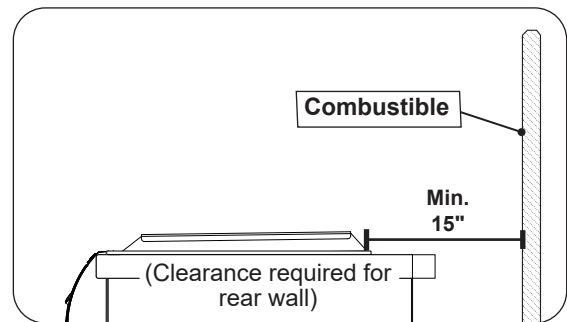 Combustible
Min.
15"
(Clearance required for
rear wall)